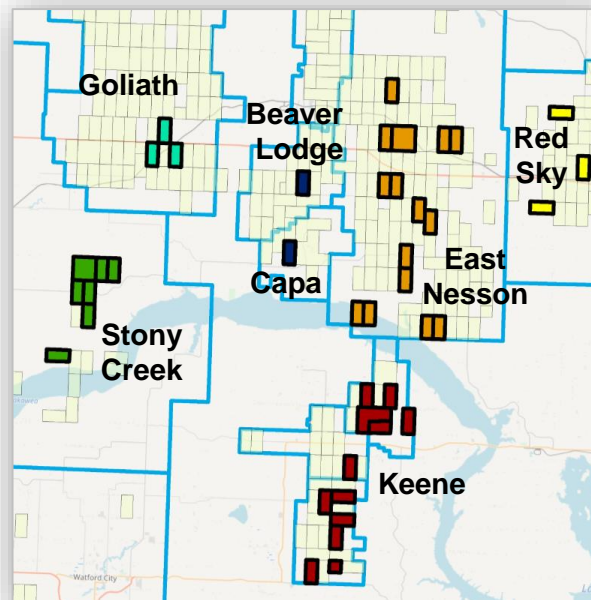 Goliath
Beaver
Lodge
Red
Sky
East
Nesson
Capa
Stony
Creek
Keene
Watford City